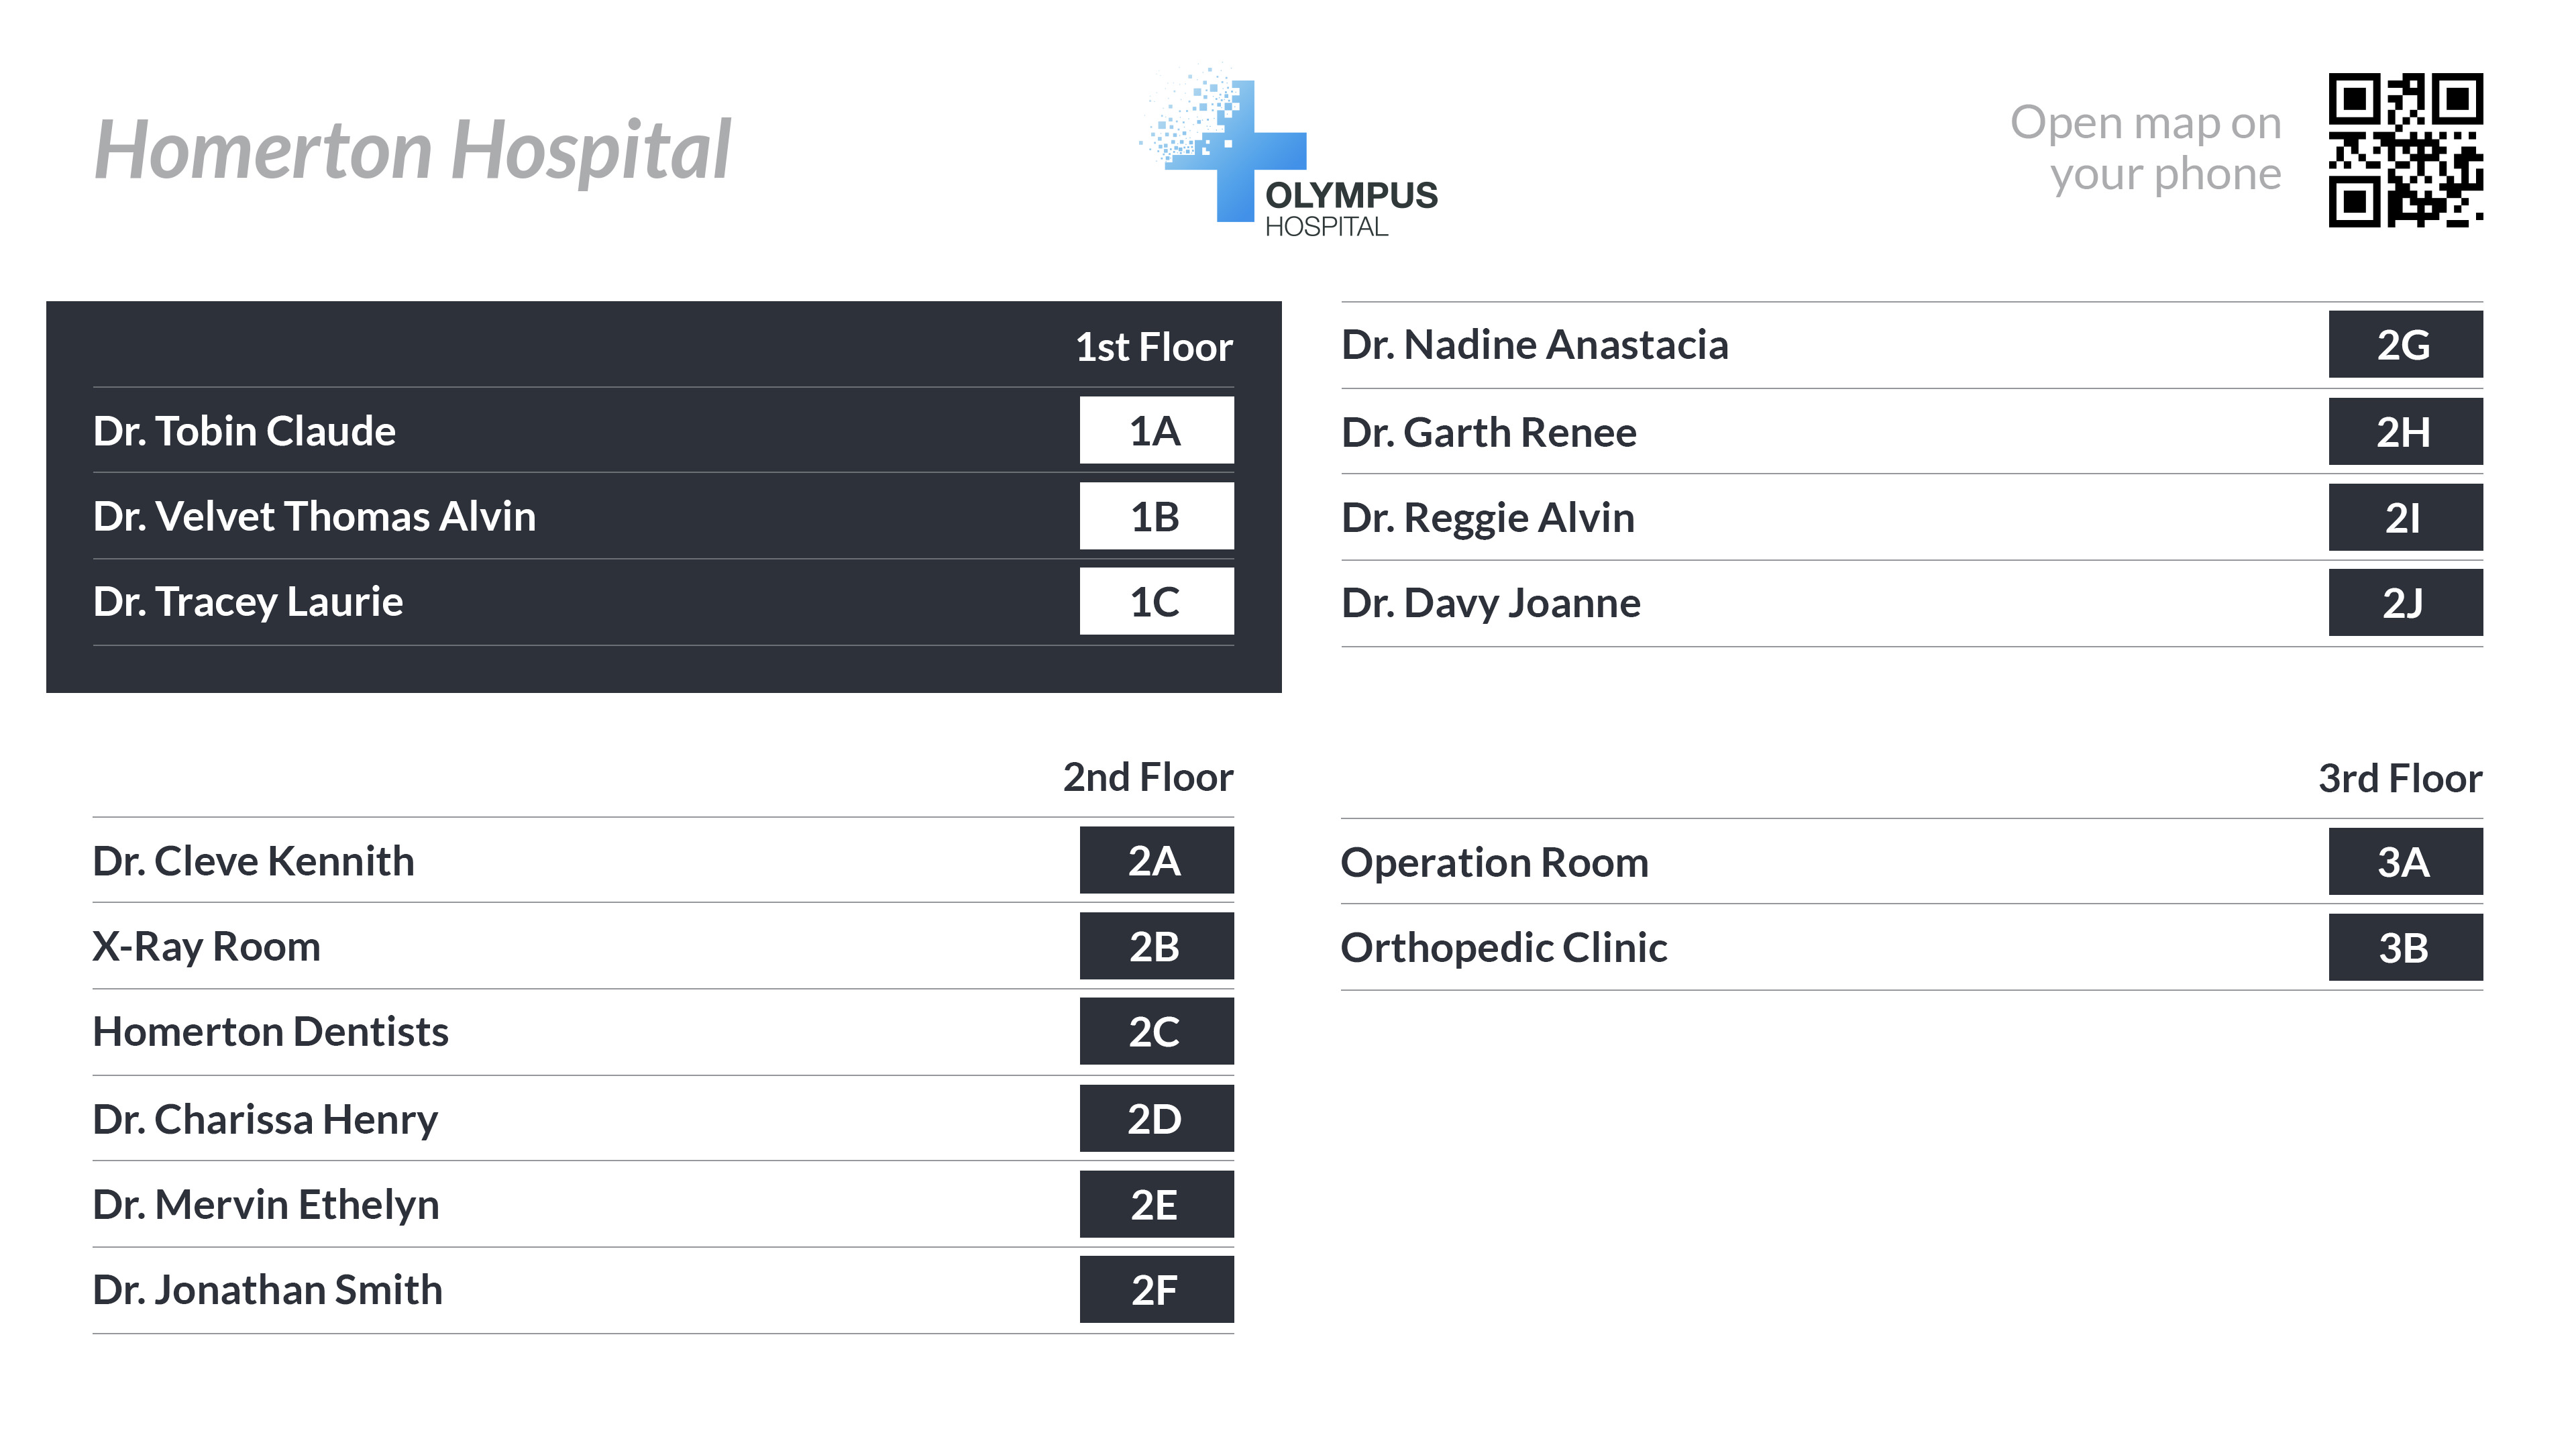 Homerton Hospital
OLYMPUS
HOSPITAL
Open map on
your phone
1st Floor
Dr. Tobin Claude 1A
Dr. Velvet Thomas Alvin 1B
Dr. Tracey Laurie 1C
2nd Floor
Dr. Cleve Kennith 2A
X-Ray Room 2B
Homerton Dentists 2C
Dr. Charissa Henry 2D
Dr. Mervin Ethelyn 2E
Dr. Jonathan Smith 2F
Dr. Nadine Anastacia 2G
Dr. Garth Renee 2H
Dr. Reggie Alvin 2I
Dr. Davy Joanne 2J
3rd Floor
Operation Room 3A
Orthopedic Clinic 3B